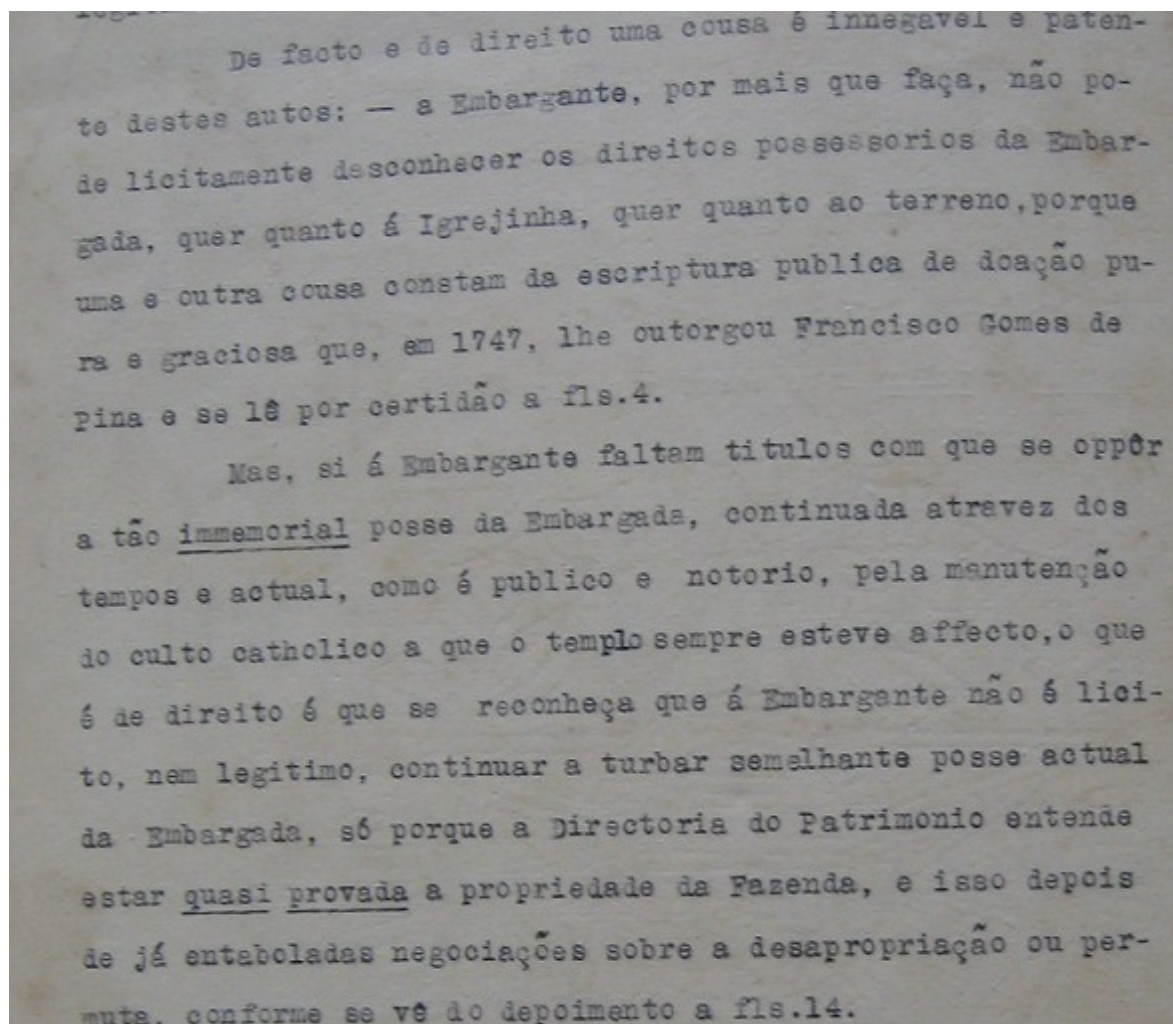 De facto e de direito uma cousa é innegavel e paten-
te destes autos: — a Embargante, por mais que faça, não po-
de licitamente desconhecer os direitos possessorios da Embar-
gada, quer quanto á Igrejinha, quer quanto ao terreno,porque
uma e outra cousa constam da escriptura publica de doação pu-
ra e graciosa que, em 1747, lhe outorgou Francisco Gomes de
Pina e se lê por certidão a fls.4.
Mas, si á Embargante faltam titulos com que se oppôr
a tão immemorial posse da Embargada, continuada atravez dos
tempos e actual, como é publico e notorio, pela manutenção
do culto catholico a que o templo sempre esteve affecto,o que
é de direito é que se reconheça que á Embargante não é lici-
to, nem legitimo, continuar a turbar semelhante posse actual
da Embargada, só porque a Directoria do Patrimonio entende
estar quasi provada a propriedade da Fazenda, e isso depois
de já entaboladas negociações sobre a desapropriação ou per-
muta, conforme se vê do depoimento a fls.14.